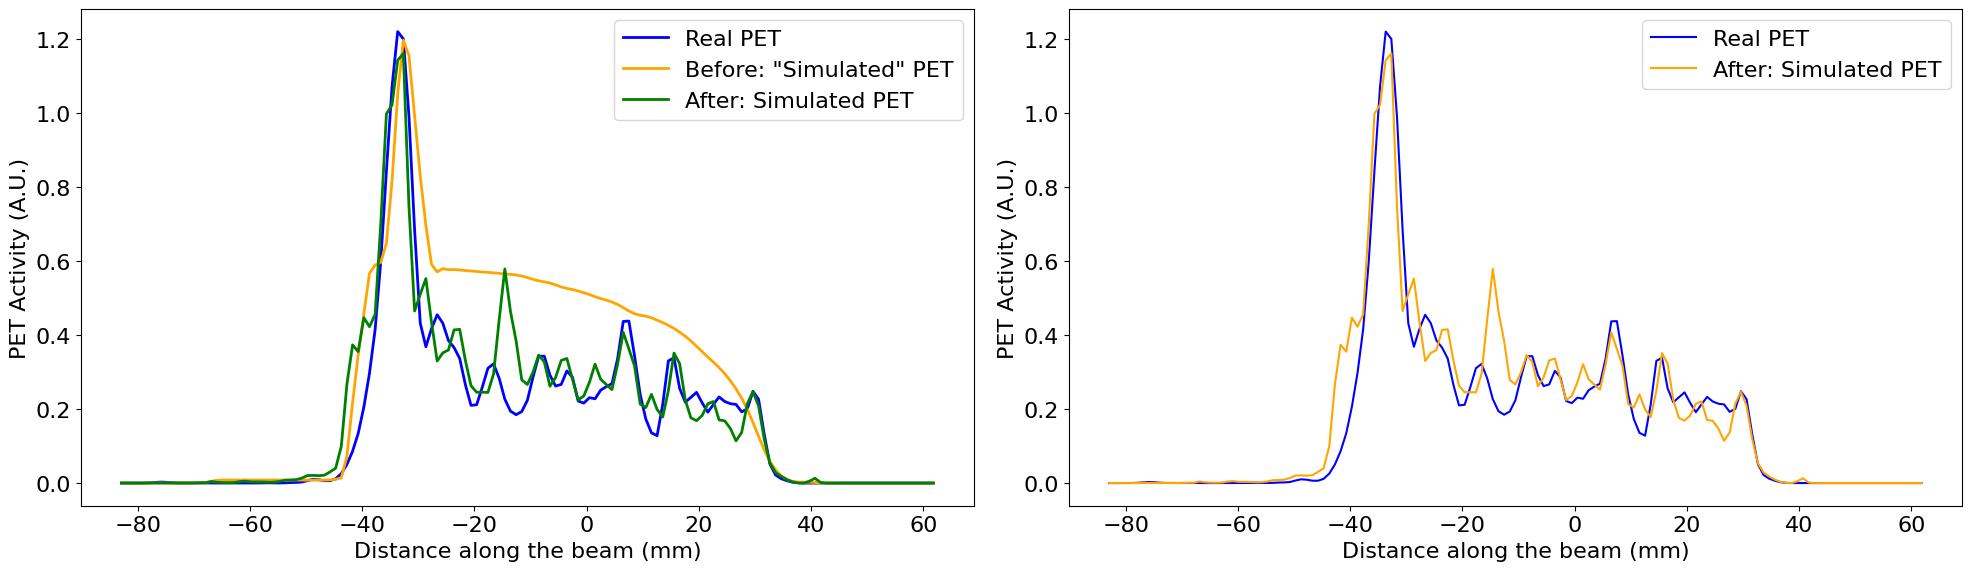 Real PET
Before: "Simulated" PET
After: Simulated PET
1.2
1.0
0.8
0.6
0.4
0.2
0.0
PET Activity (A.U.)
−80 −60 −40 −20 0 20 40 60
Distance along the beam (mm)
Real PET
After: Simulated PET
1.2
1.0
0.8
0.6
0.4
0.2
0.0
PET Activity (A.U.)
−80 −60 −40 −20 0 20 40 60
Distance along the beam (mm)